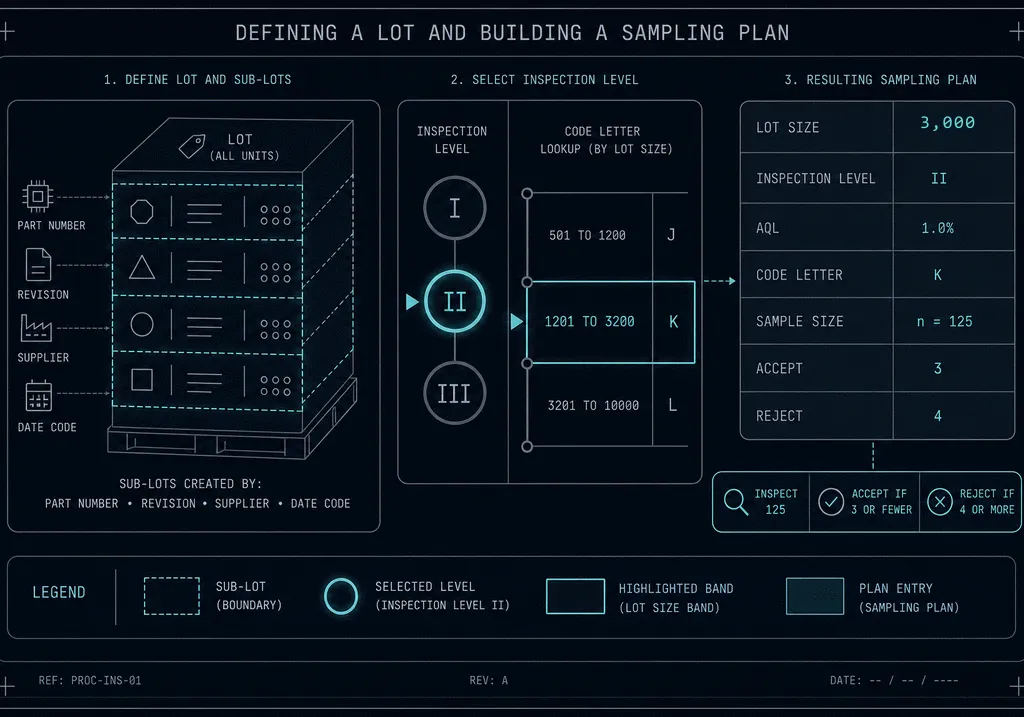 DEFINING A LOT AND BUILDING A SAMPLING PLAN
1. DEFINE LOT AND SUB-LOTS
LOT
(ALL UNITS)
PART NUMBER
REVISION
SUPPLIER
DATE CODE
SUB-LOTS CREATED BY:
PART NUMBER • REVISION • SUPPLIER • DATE CODE
2. SELECT INSPECTION LEVEL
INSPECTION
LEVEL
I
II
III
CODE LETTER
LOOKUP (BY LOT SIZE)
501 TO 1200 J
1201 TO 3200 K
3201 TO 10000 L
3. RESULTING SAMPLING PLAN
LOT SIZE 3,000
INSPECTION LEVEL II
AQL 1.0%
CODE LETTER K
SAMPLE SIZE n = 125
ACCEPT 3
REJECT 4
INSPECT
125
ACCEPT IF
3 OR FEWER
REJECT IF
4 OR MORE
LEGEND
SUB-LOT
(BOUNDARY)
SELECTED LEVEL
(INSPECTION LEVEL II)
HIGHLIGHTED BAND
(LOT SIZE BAND)
PLAN ENTRY
(SAMPLING PLAN)
REF: PROC-INS-01
REV: A
DATE: -- / -- / ----